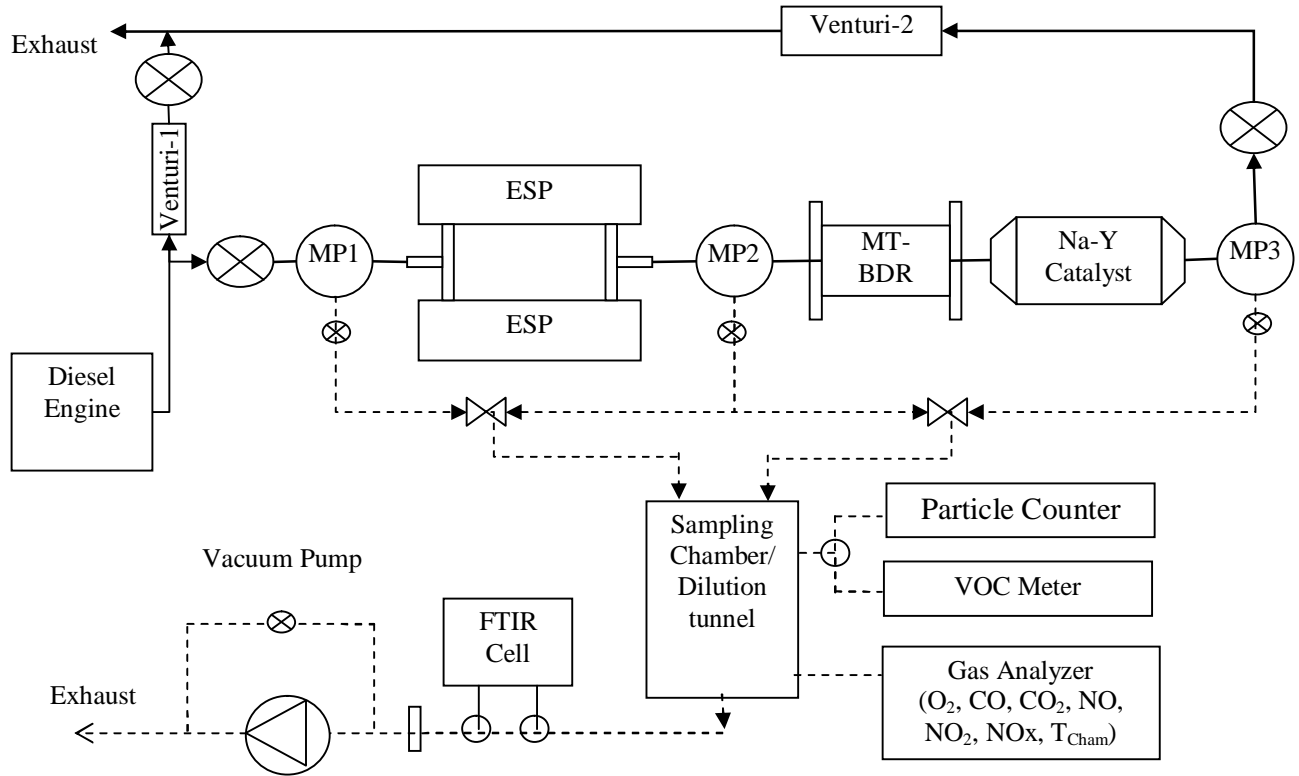 Exhaust
Venturi-2
Venturi-1
ESP
MP1
MP2
MT-
BDR
Na-Y
Catalyst
MP3
ESP
Diesel
Engine
Sampling
Chamber/
Dilution
tunnel
Particle Counter
VOC Meter
Gas Analyzer
(O₂, CO, CO₂, NO,
NO₂, NOx, T_Cham)
Vacuum Pump
FTIR
Cell
Exhaust